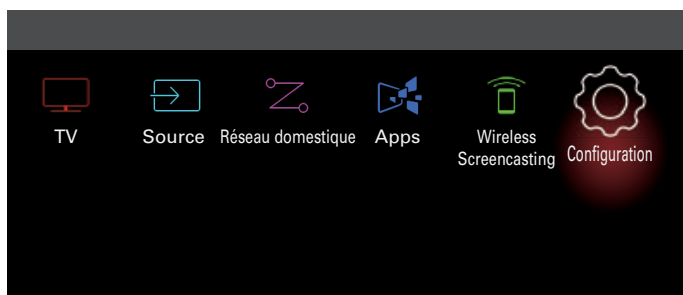 TV
Source
Réseau domestique
Apps
Wireless
Screencasting
Configuration